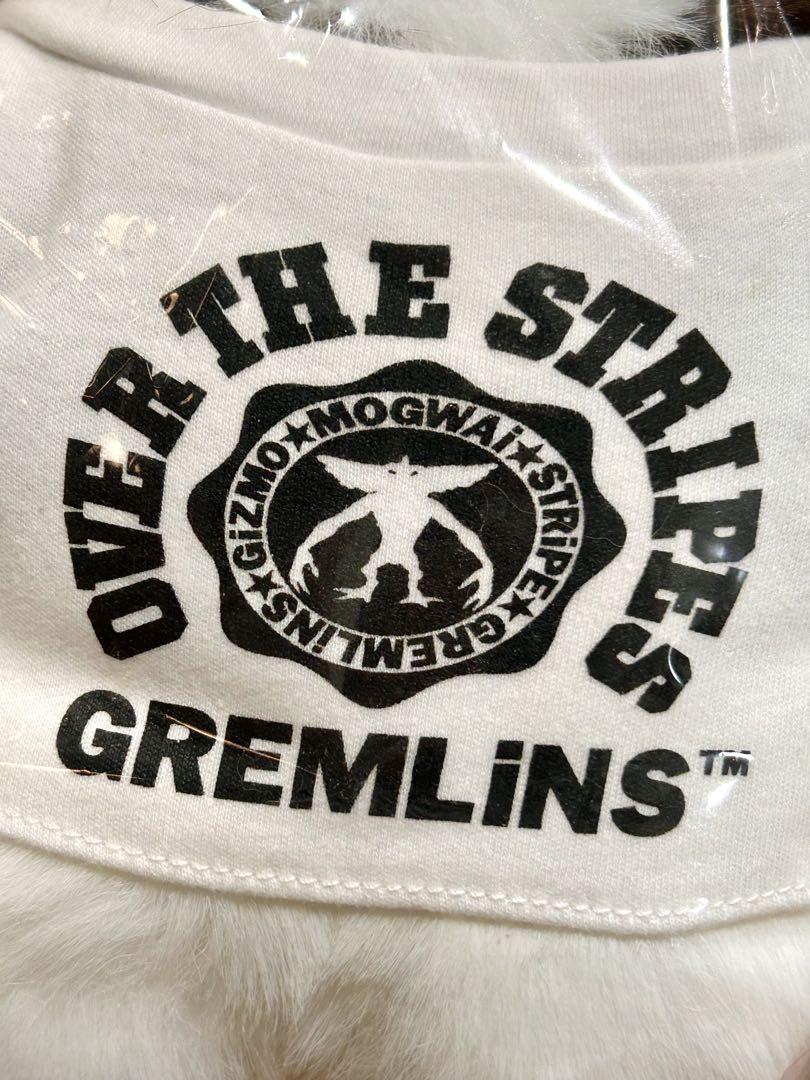 OVER THE STRIPES
GiZMO★MOGWAi★STRiPE★GREMLiNS★
GREMLiNS™